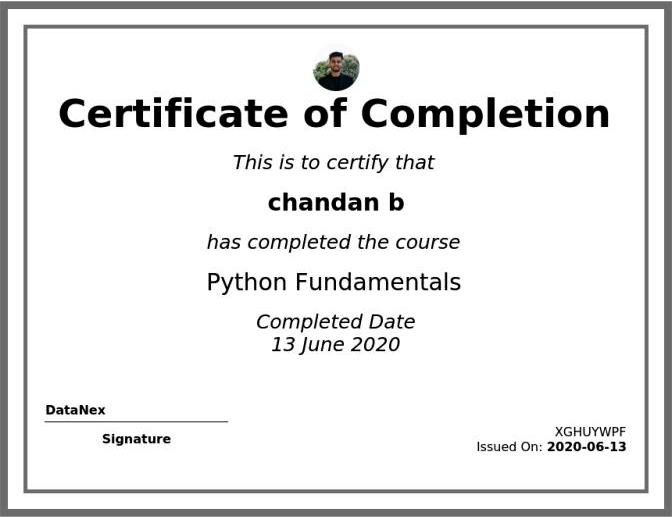 Certificate of Completion
This is to certify that
chandan b
has completed the course
Python Fundamentals
Completed Date
13 June 2020
DataNex
Signature
XGHUYWPF
Issued On: 2020-06-13